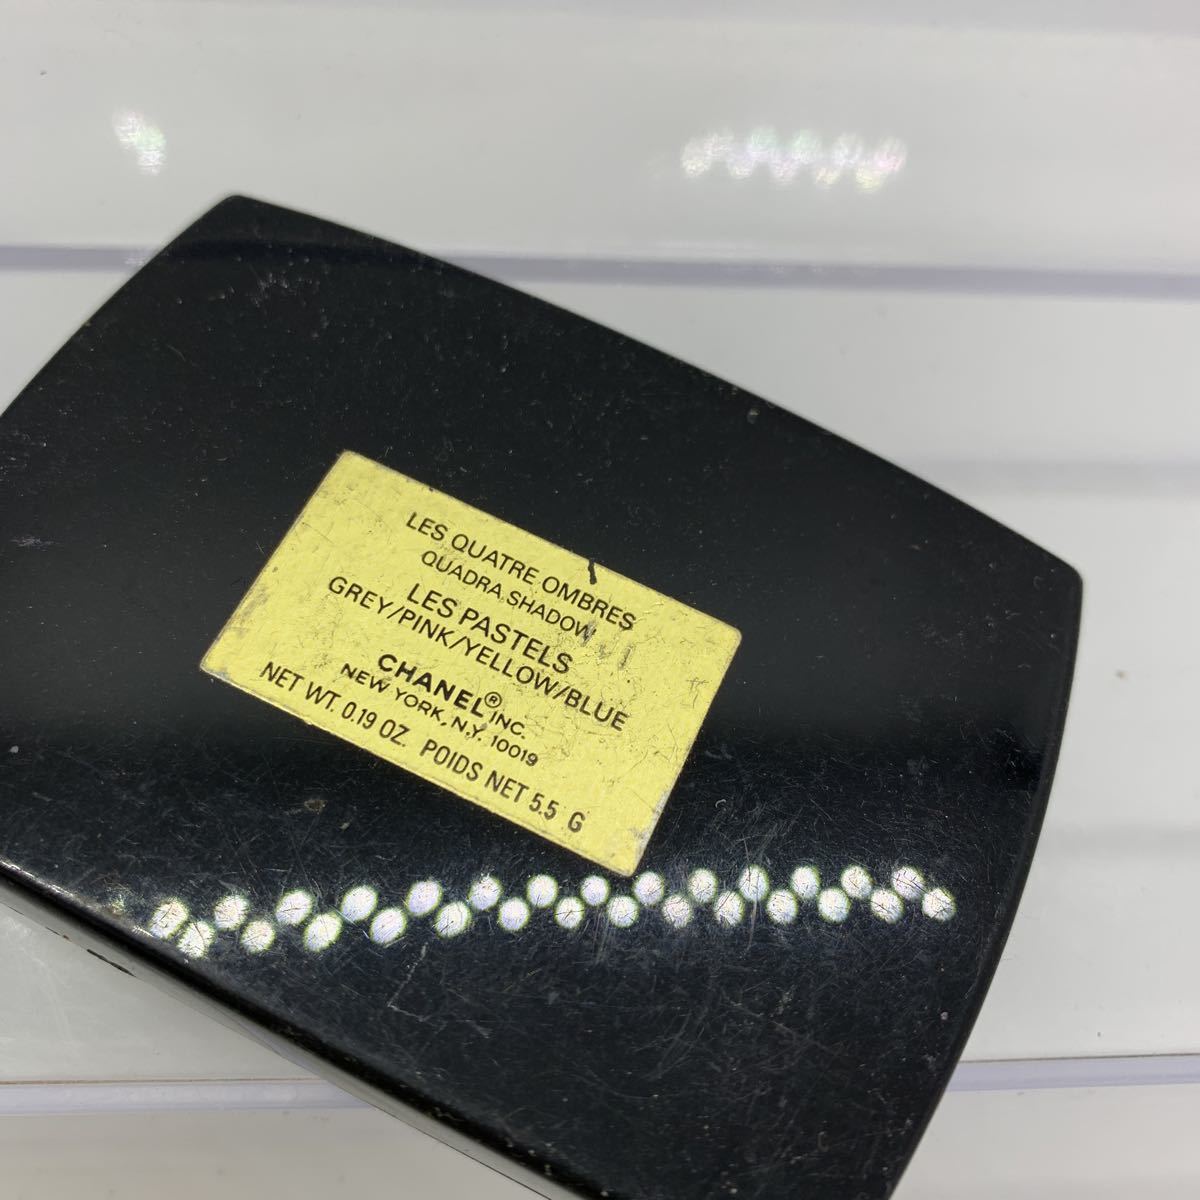 LES QUATRE OMBRES
QUADRA SHADOW
LES PASTELS
GREY/PINK/YELLOW/BLUE
CHANEL® INC.
NEW YORK, N.Y. 10019
NET WT. 0.19 OZ. POIDS NET 5.5 G